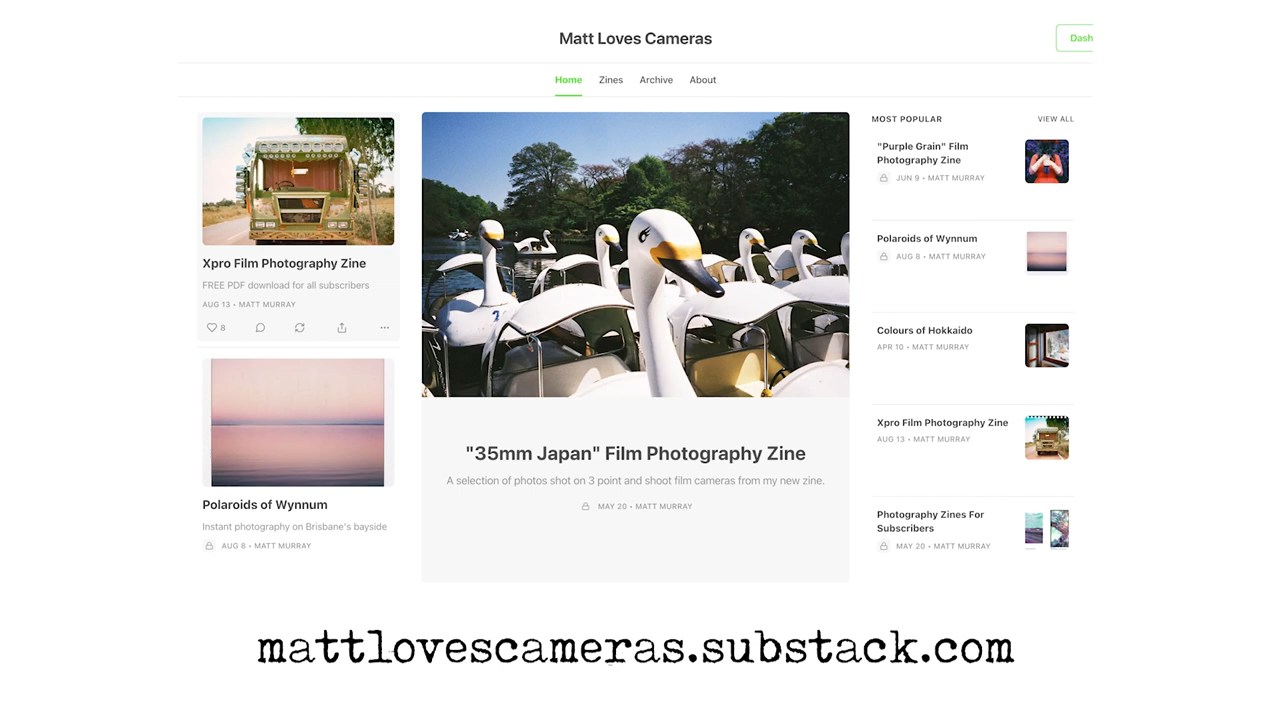 Matt Loves Cameras
Dash
Home Zines Archive About
Xpro Film Photography Zine
FREE PDF download for all subscribers
AUG 13 • MATT MURRAY
8
Polaroids of Wynnum
Instant photography on Brisbane's bayside
AUG 8 • MATT MURRAY
"35mm Japan" Film Photography Zine
A selection of photos shot on 3 point and shoot film cameras from my new zine.
MAY 20 • MATT MURRAY
MOST POPULAR VIEW ALL
"Purple Grain" Film
Photography Zine
JUN 9 • MATT MURRAY
Polaroids of Wynnum
AUG 8 • MATT MURRAY
Colours of Hokkaido
APR 10 • MATT MURRAY
Xpro Film Photography Zine
AUG 13 • MATT MURRAY
Photography Zines For
Subscribers
MAY 20 • MATT MURRAY
mattlovescameras.substack.com